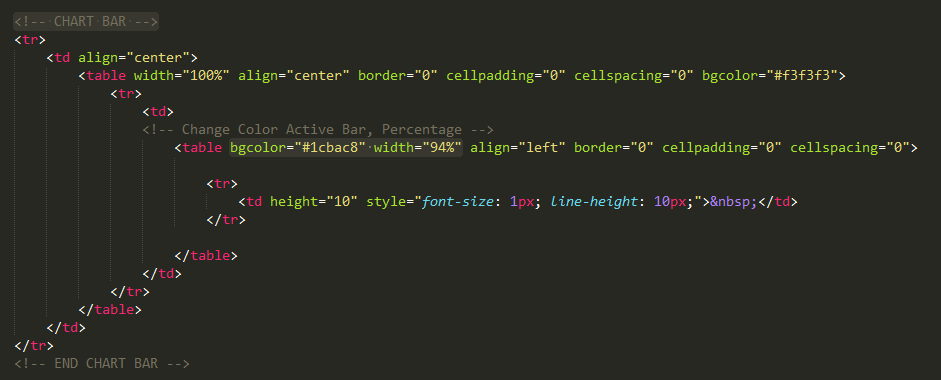 <!-- CHART BAR -->
<tr>
<td align="center">
<table width="100%" align="center" border="0" cellpadding="0" cellspacing="0" bgcolor="#f3f3f3">
<tr>
<td>
<!-- Change Color Active Bar, Percentage -->
<table bgcolor="#1cbac8" width="94%" align="left" border="0" cellpadding="0" cellspacing="0">
<tr>
<td height="10" style="font-size: 1px; line-height: 10px;">&nbsp;</td>
</tr>
</table>
</td>
</tr>
</table>
</td>
</tr>
<!-- END CHART BAR -->